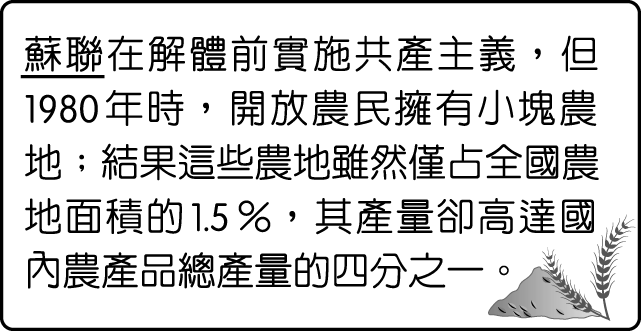 蘇聯在解體前實施共產主義，但
1980年時，開放農民擁有小塊農
地；結果這些農地雖然僅占全國農
地面積的1.5％，其產量卻高達國
內農產品總產量的四分之一。